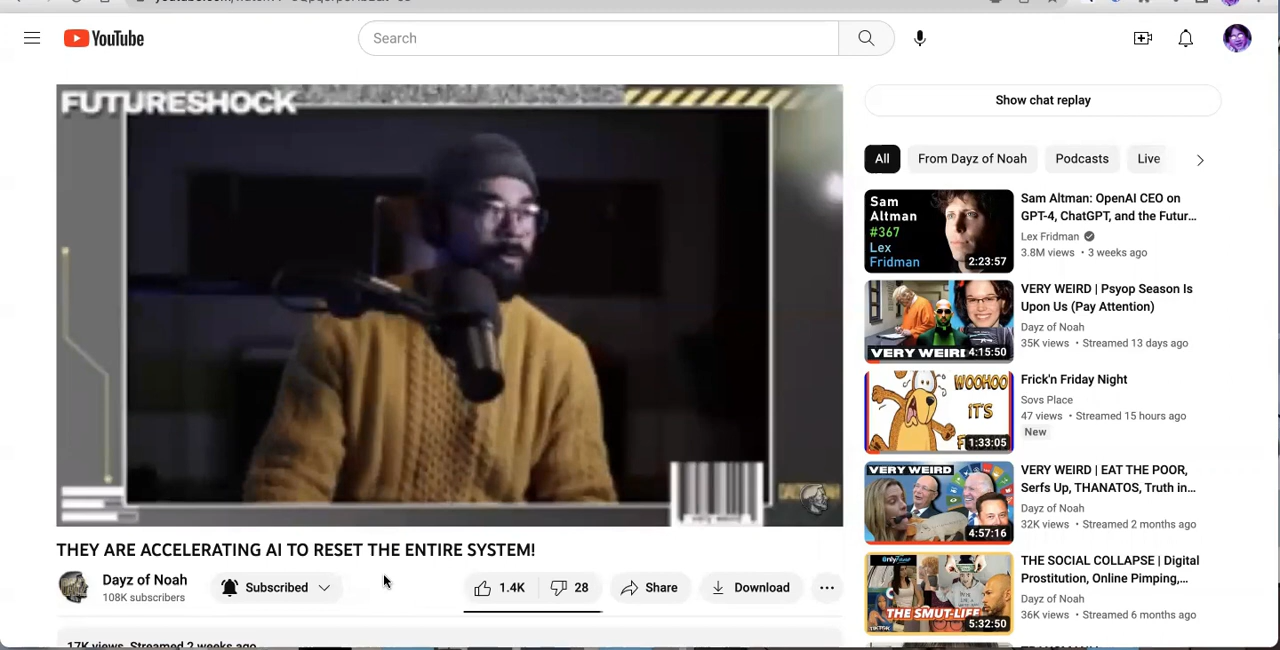 YouTube
Search
FUTURESHOCK
THEY ARE ACCELERATING AI TO RESET THE ENTIRE SYSTEM!
Dayz of Noah
108K subscribers
Subscribed
1.4K
28
Share
Download
17K views Streamed 2 weeks ago
Show chat replay
All
From Dayz of Noah
Podcasts
Live
Sam
Altman
#367
Lex
Fridman
2:23:57
Sam Altman: OpenAI CEO on
GPT-4, ChatGPT, and the Futur...
Lex Fridman
3.8M views • 3 weeks ago
VERY WEIRD
4:15:50
VERY WEIRD | Psyop Season Is
Upon Us (Pay Attention)
Dayz of Noah
35K views • Streamed 13 days ago
WOOHOO
IT'S
1:33:05
Frick'n Friday Night
Sovs Place
47 views • Streamed 15 hours ago
New
VERY WEIRD
4:57:16
VERY WEIRD | EAT THE POOR,
Serfs Up, THANATOS, Truth in...
Dayz of Noah
32K views • Streamed 2 months ago
OnlyFans
THE SMUT-LIFE
5:32:50
THE SOCIAL COLLAPSE | Digital
Prostitution, Online Pimping,...
Dayz of Noah
36K views • Streamed 6 months ago